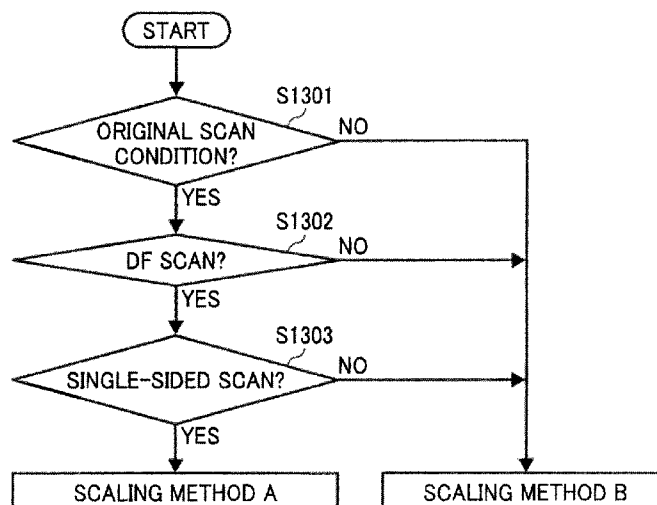 START
S1301
ORIGINAL SCAN
CONDITION?
NO
YES
S1302
DF SCAN?
NO
YES
S1303
SINGLE-SIDED SCAN?
NO
YES
SCALING METHOD A
SCALING METHOD B